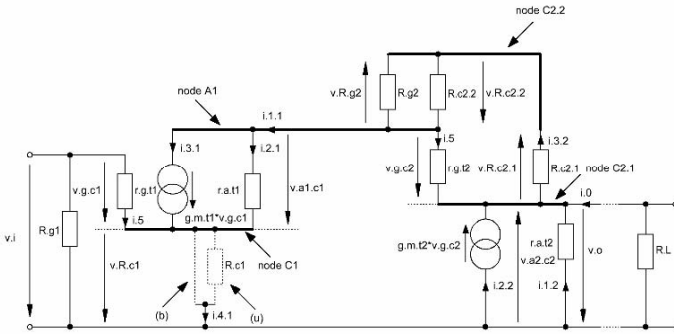 node C2.2
v.R.g2
R.g2
R.c2.2
v.R.c2.2
node A1
i.1.1
i.3.1
i.2.1
i.5
i.3.2
v.g.c2
r.g.t2
v.R.c2.1
R.c2.1
node C2.1
v.g.c1
r.g.t1
r.a.t1
v.a1.c1
i.0
g.m.t1*v.g.c1
i.5
v.i
R.g1
node C1
g.m.t2*v.g.c2
r.a.t2
v.a2.c2
v.o
R.L
v.R.c1
R.c1
i.2.2
i.1.2
(b)
i.4.1
(u)